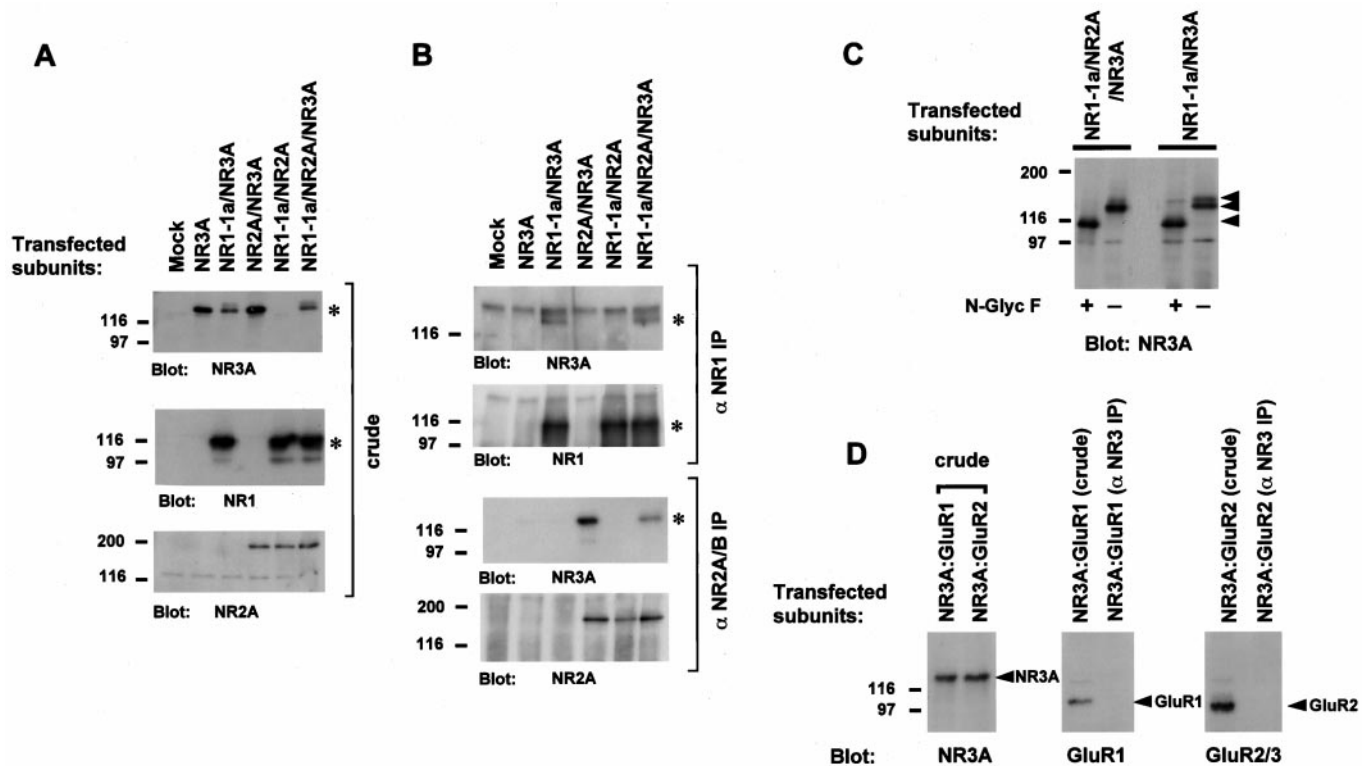 A
Transfected
subunits:
Mock
NR3A
NR1-1a/NR3A
NR2A/NR3A
NR1-1a/NR2A
NR1-1a/NR2A/NR3A
116
97
*
Blot: NR3A
116
97
*
Blot: NR1
200
116
Blot: NR2A
crude
B
Mock
NR3A
NR1-1a/NR3A
NR2A/NR3A
NR1-1a/NR2A
NR1-1a/NR2A/NR3A
116
*
Blot: NR3A
116
97
*
Blot: NR1
α NR1 IP
116
97
*
Blot: NR3A
200
116
Blot: NR2A
α NR2A/B IP
C
Transfected
subunits:
NR1-1a/NR2A
/NR3A
NR1-1a/NR3A
200
116
97
N-Glyc F + – + –
Blot: NR3A
D
Transfected
subunits:
crude
NR3A:GluR1
NR3A:GluR2
NR3A:GluR1 (crude)
NR3A:GluR1 (α NR3 IP)
NR3A:GluR2 (crude)
NR3A:GluR2 (α NR3 IP)
116
97
NR3A
GluR1
GluR2
Blot: NR3A GluR1 GluR2/3